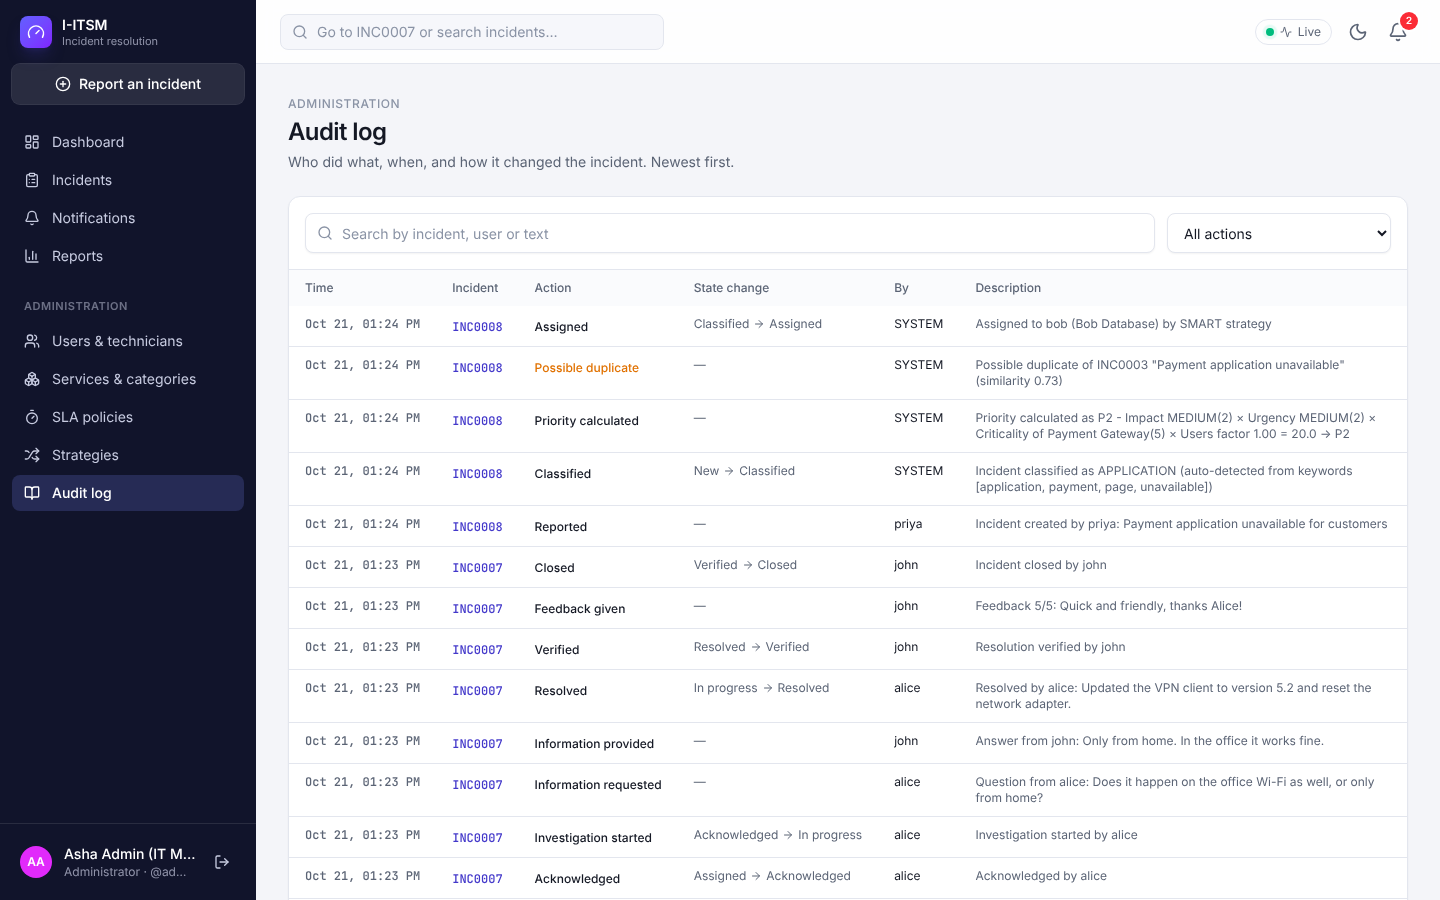 I-ITSM
Incident resolution
Report an incident
Dashboard
Incidents
Notifications
Reports
ADMINISTRATION
Users & technicians
Services & categories
SLA policies
Strategies
Audit log
AA
Asha Admin (IT M...
Administrator · @ad...
Go to INC0007 or search incidents...
Live
2
ADMINISTRATION
Audit log
Who did what, when, and how it changed the incident. Newest first.
Search by incident, user or text
All actions
Time Incident Action State change By Description
Oct 21, 01:24 PM INC0008 Assigned Classified → Assigned SYSTEM Assigned to bob (Bob Database) by SMART strategy
Oct 21, 01:24 PM INC0008 Possible duplicate — SYSTEM Possible duplicate of INC0003 "Payment application unavailable"
(similarity 0.73)
Oct 21, 01:24 PM INC0008 Priority calculated — SYSTEM Priority calculated as P2 - Impact MEDIUM(2) × Urgency MEDIUM(2) ×
Criticality of Payment Gateway(5) × Users factor 1.00 = 20.0 → P2
Oct 21, 01:24 PM INC0008 Classified New → Classified SYSTEM Incident classified as APPLICATION (auto-detected from keywords
[application, payment, page, unavailable])
Oct 21, 01:24 PM INC0008 Reported — priya Incident created by priya: Payment application unavailable for customers
Oct 21, 01:23 PM INC0007 Closed Verified → Closed john Incident closed by john
Oct 21, 01:23 PM INC0007 Feedback given — john Feedback 5/5: Quick and friendly, thanks Alice!
Oct 21, 01:23 PM INC0007 Verified Resolved → Verified john Resolution verified by john
Oct 21, 01:23 PM INC0007 Resolved In progress → Resolved alice Resolved by alice: Updated the VPN client to version 5.2 and reset the
network adapter.
Oct 21, 01:23 PM INC0007 Information provided — john Answer from john: Only from home. In the office it works fine.
Oct 21, 01:23 PM INC0007 Information requested — alice Question from alice: Does it happen on the office Wi-Fi as well, or only
from home?
Oct 21, 01:23 PM INC0007 Investigation started Acknowledged → In progress alice Investigation started by alice
Oct 21, 01:23 PM INC0007 Acknowledged Assigned → Acknowledged alice Acknowledged by alice